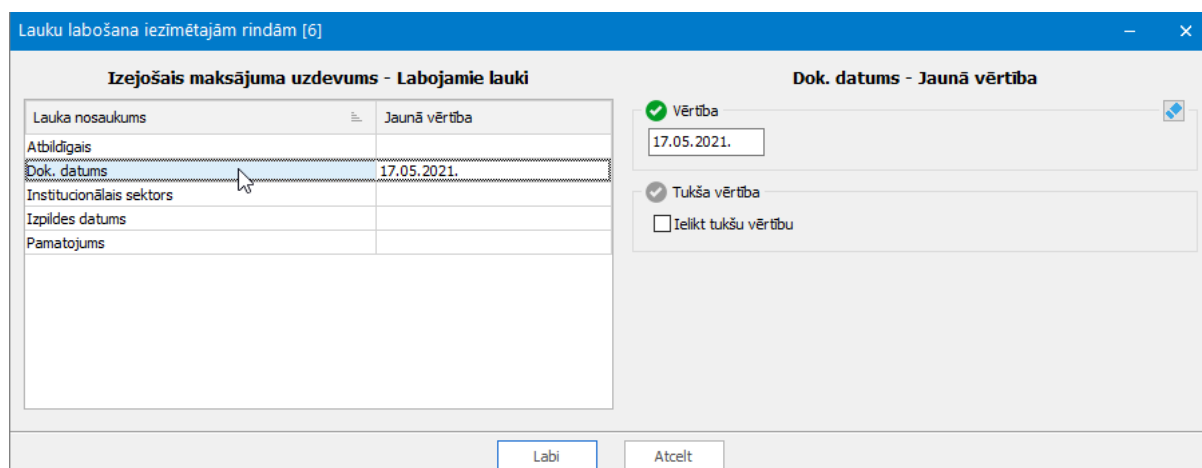 Lauku labošana iezīmētajām rindām [6]
Izejošais maksājuma uzdevums - Labojamie lauki
Lauka nosaukums Jaunā vērtība
Atbildīgais
Dok. datums 17.05.2021.
Institucionālais sektors
Izpildes datums
Pamatojums
Dok. datums - Jaunā vērtība
Vērtība
17.05.2021.
Tukša vērtība
Ielikt tukšu vērtību
Labi Atcelt